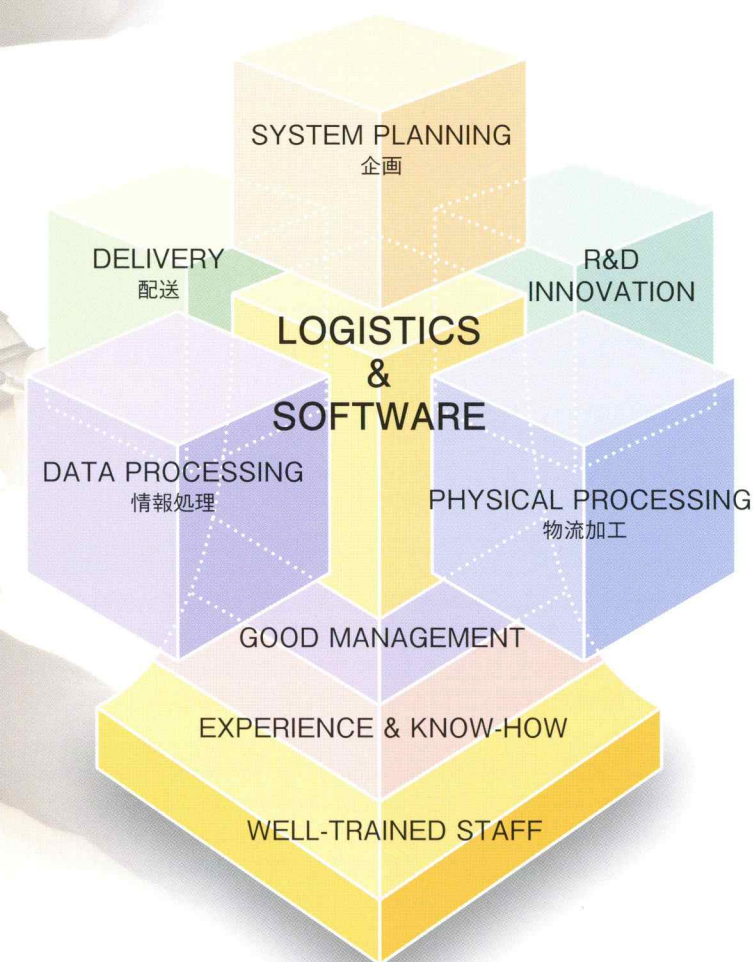 SYSTEM PLANNING
企画
DELIVERY
配送
R&D
INNOVATION
LOGISTICS
&
SOFTWARE
DATA PROCESSING
情報処理
PHYSICAL PROCESSING
物流加工
GOOD MANAGEMENT
EXPERIENCE & KNOW-HOW
WELL-TRAINED STAFF